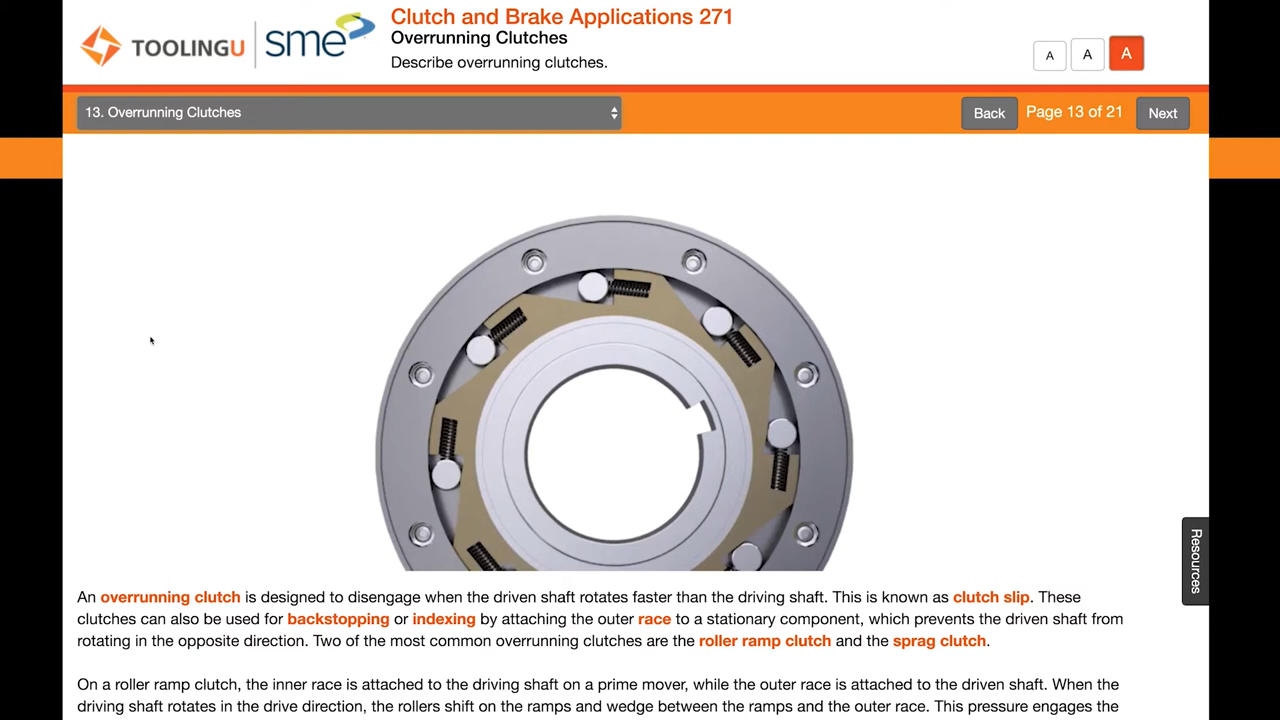 TOOLINGU
sme
Clutch and Brake Applications 271
Overrunning Clutches
Describe overrunning clutches.
A A A
13. Overrunning Clutches
Back Page 13 of 21 Next
Resources
An overrunning clutch is designed to disengage when the driven shaft rotates faster than the driving shaft. This is known as clutch slip. These
clutches can also be used for backstopping or indexing by attaching the outer race to a stationary component, which prevents the driven shaft from
rotating in the opposite direction. Two of the most common overrunning clutches are the roller ramp clutch and the sprag clutch.
On a roller ramp clutch, the inner race is attached to the driving shaft on a prime mover, while the outer race is attached to the driven shaft. When the
driving shaft rotates in the drive direction, the rollers shift on the ramps and wedge between the ramps and the outer race. This pressure engages the